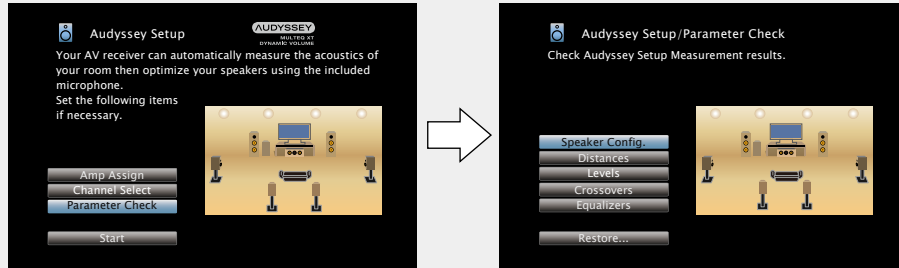 Audyssey Setup
AUDYSSEY
MULTEQ XT
DYNAMIC VOLUME
Your AV receiver can automatically measure the acoustics of
your room then optimize your speakers using the included
microphone.
Set the following items
if necessary.
Amp Assign
Channel Select
Parameter Check
Start
Audyssey Setup/Parameter Check
Check Audyssey Setup Measurement results.
Speaker Config.
Distances
Levels
Crossovers
Equalizers
Restore...